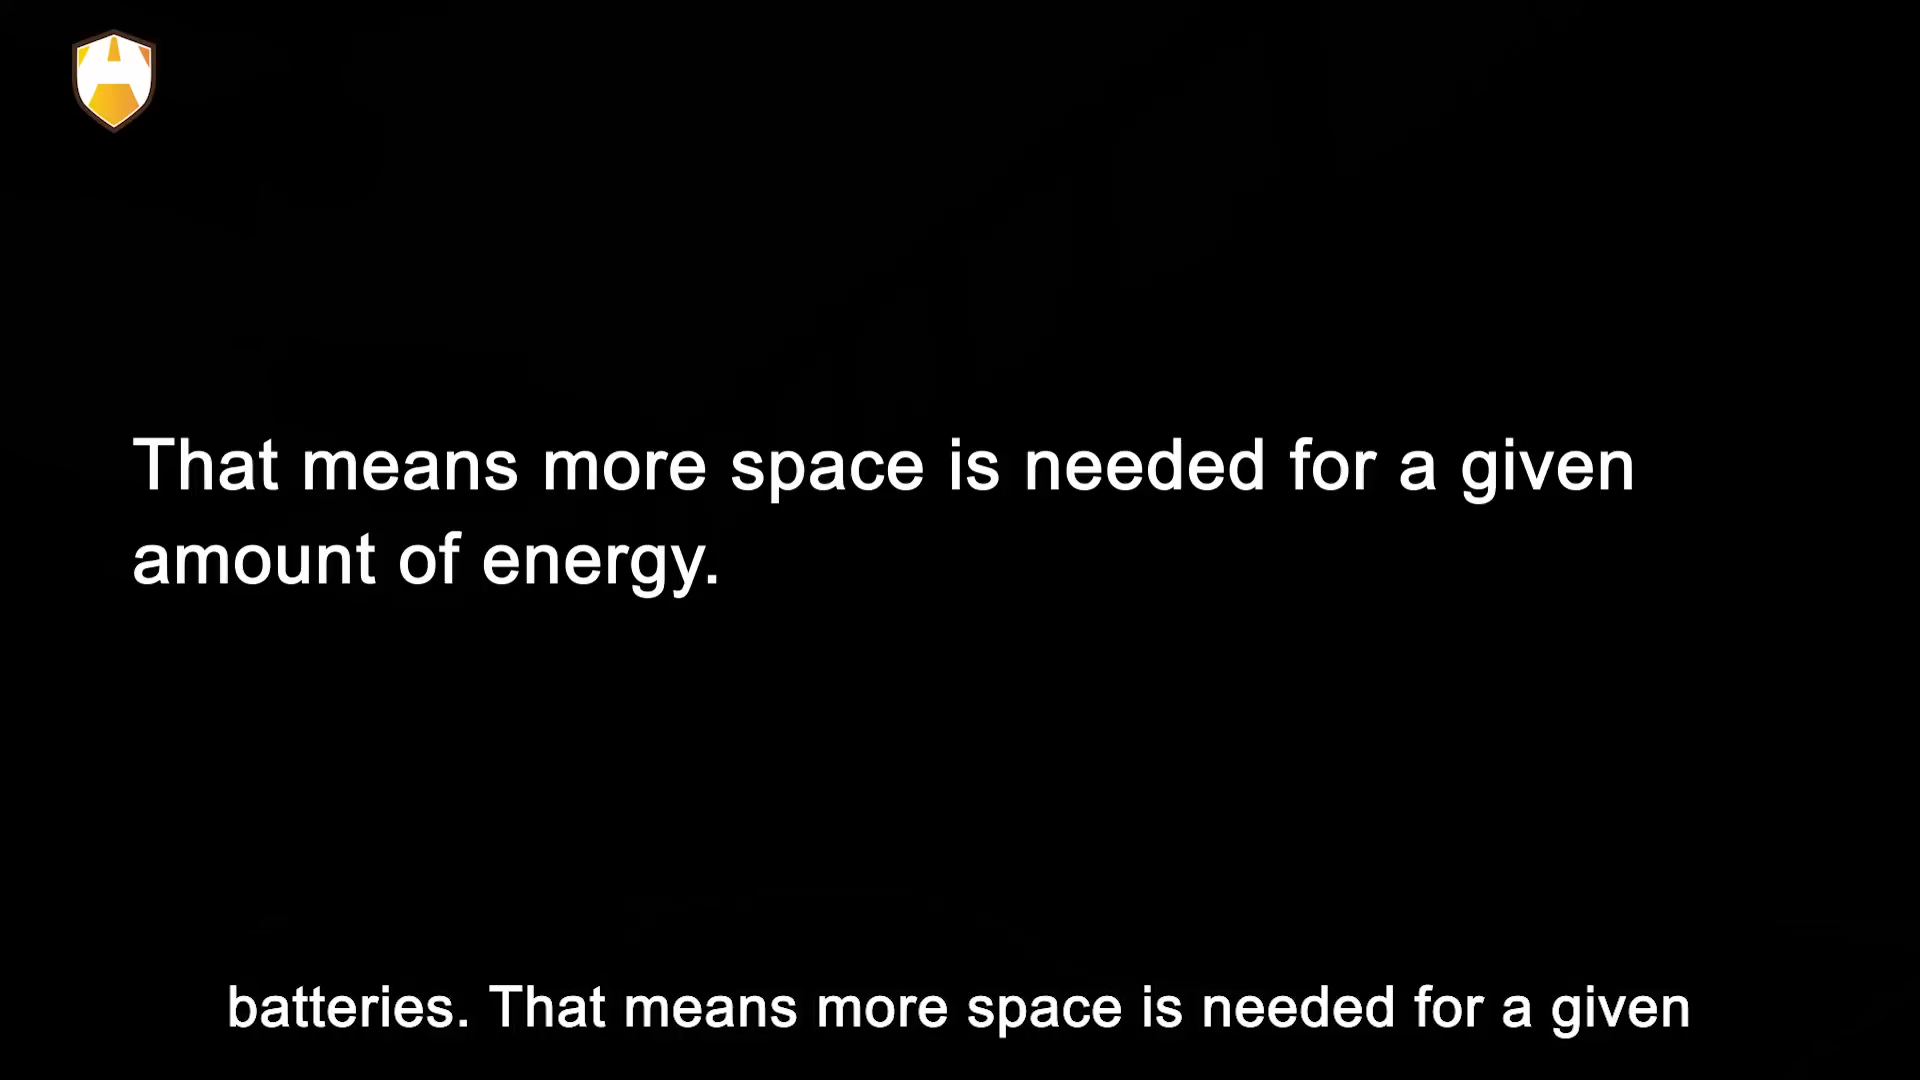 That means more space is needed for a given
amount of energy.
batteries. That means more space is needed for a given